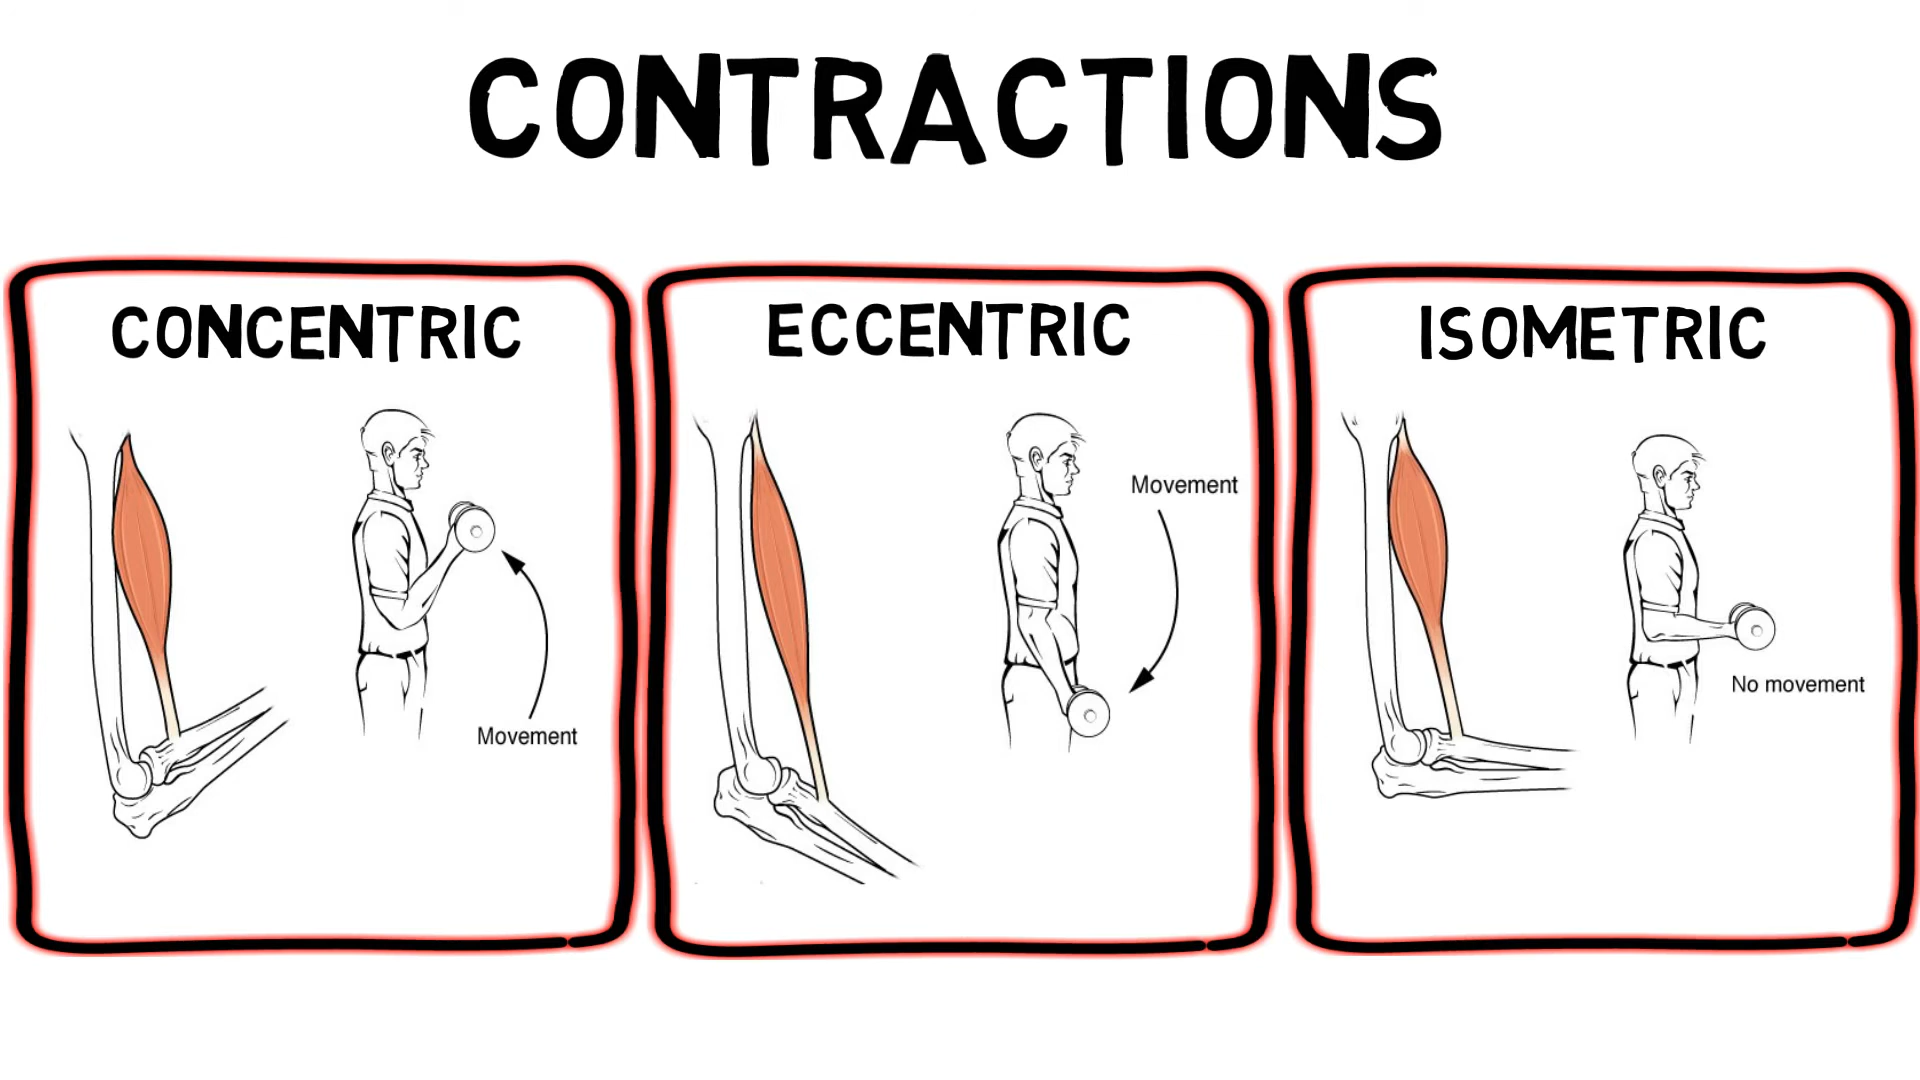 CONTRACTIONS
CONCENTRIC
Movement
ECCENTRIC
Movement
ISOMETRIC
No movement